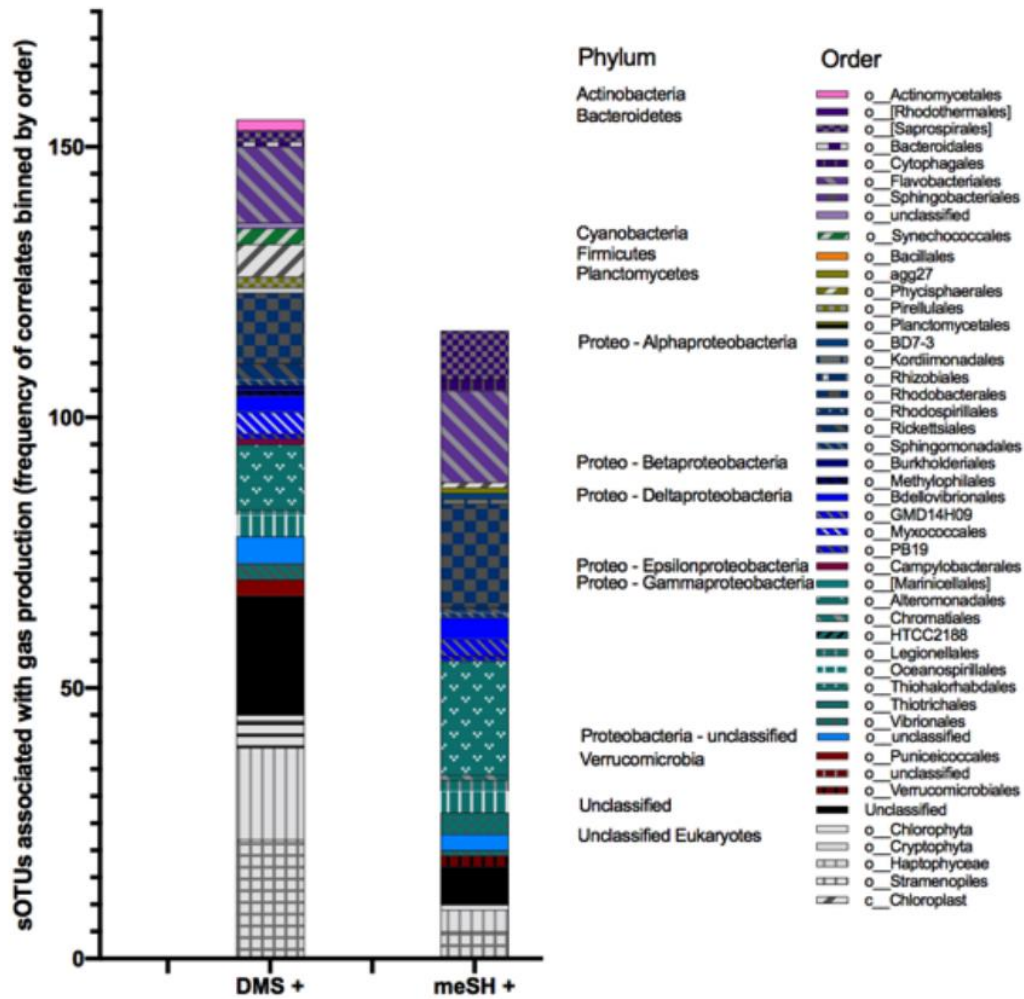 sOTUs associated with gas production (frequency of correlates binned by order)
150
100
50
0
DMS +
meSH +
Phylum Order
Actinobacteria o__Actinomycetales
Bacteroidetes o__[Rhodothermales]
o__[Saprospirales]
o__Bacteroidales
o__Cytophagales
o__Flavobacteriales
o__Sphingobacteriales
o__unclassified
Cyanobacteria o__Synechococcales
Firmicutes o__Bacillales
Planctomycetes o__agg27
o__Phycisphaerales
o__Pirellulales
o__Planctomycetales
Proteo - Alphaproteobacteria o__BD7-3
o__Kordiimonadales
o__Rhizobiales
o__Rhodobacterales
o__Rhodospirillales
o__Rickettsiales
o__Sphingomonadales
Proteo - Betaproteobacteria o__Burkholderiales
o__Methylophilales
Proteo - Deltaproteobacteria o__Bdellovibrionales
o__GMD14H09
o__Myxococcales
o__PB19
Proteo - Epsilonproteobacteria o__Campylobacterales
Proteo - Gammaproteobacteria o__[Marinicellales]
o__Alteromonadales
o__Chromatiales
o__HTCC2188
o__Legionellales
o__Oceanospirillales
o__Thiohalorhabdales
o__Thiotrichales
o__Vibrionales
Proteobacteria - unclassified o__unclassified
Verrucomicrobia o__Puniceicoccales
o__unclassified
o__Verrucomicrobiales
Unclassified Unclassified
Unclassified Eukaryotes o__Chlorophyta
o__Cryptophyta
o__Haptophyceae
o__Stramenopiles
c__Chloroplast